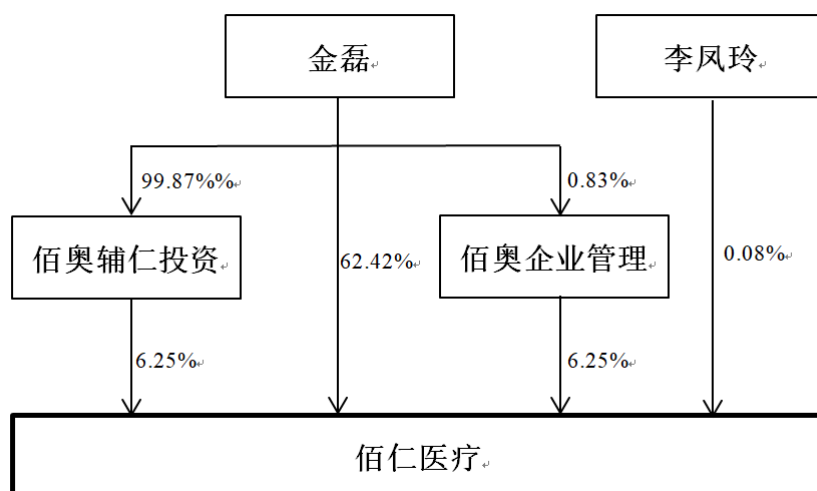 金磊
李凤玲
99.87%%
0.83%
佰奥辅仁投资
62.42%
佰奥企业管理
0.08%
6.25%
6.25%
佰仁医疗